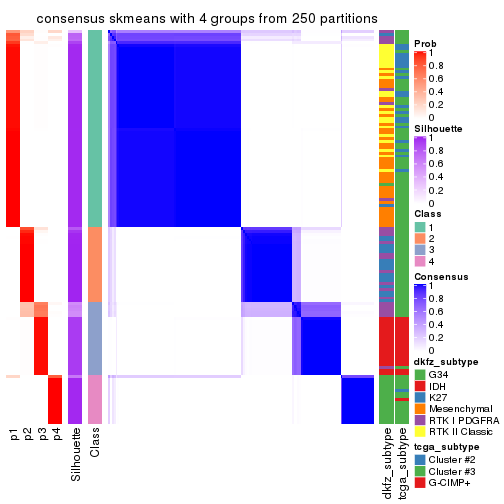 consensus skmeans with 4 groups from 250 partitions
p1
p2
p3
p4
Silhouette
Class
dkfz_subtype
tcga_subtype
Prob
1
0.8
0.6
0.4
0.2
0
Silhouette
1
0.8
0.6
0.4
0.2
0
Class
1
2
3
4
Consensus
1
0.8
0.6
0.4
0.2
0
dkfz_subtype
G34
IDH
K27
Mesenchymal
RTK I PDGFRA
RTK II Classic
tcga_subtype
Cluster #2
Cluster #3
G-CIMP+